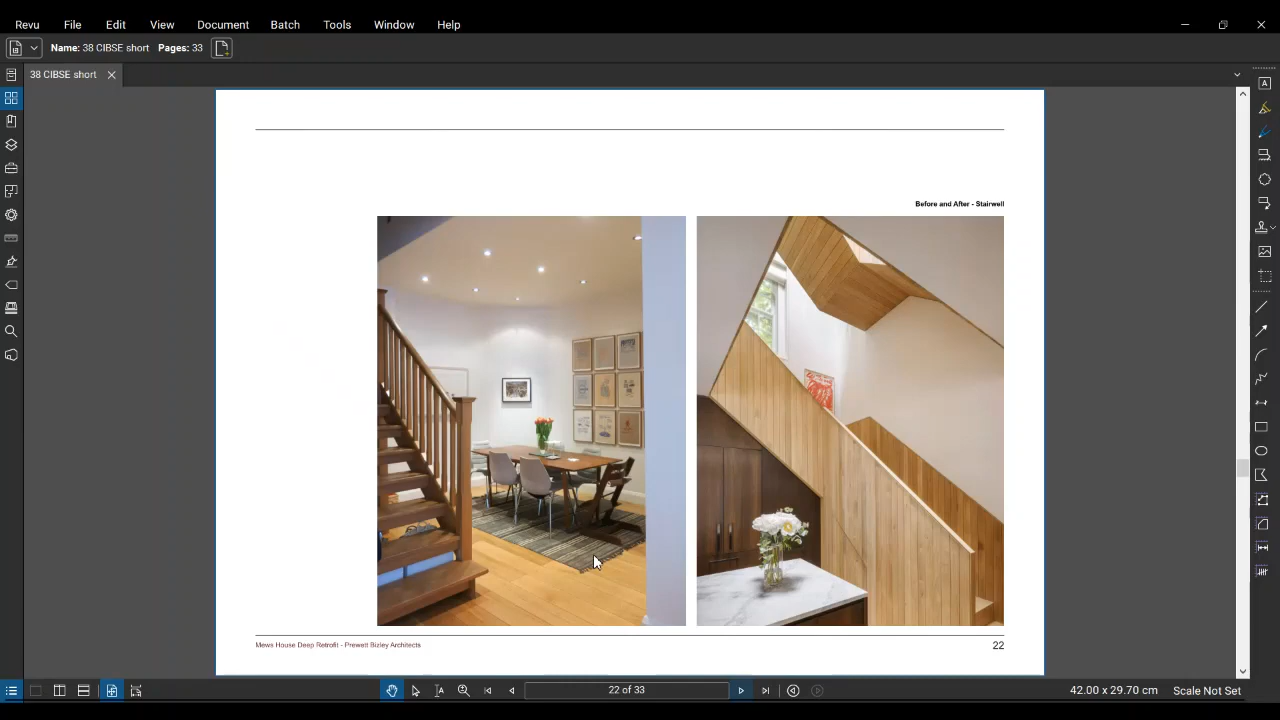 Revu File Edit View Document Batch Tools Window Help
Name: 38 CIBSE short Pages: 33
38 CIBSE short
Before and After - Stairwell
Mews House Deep Retrofit - Prewett Bizley Architects
22
22 of 33
42.00 x 29.70 cm Scale Not Set